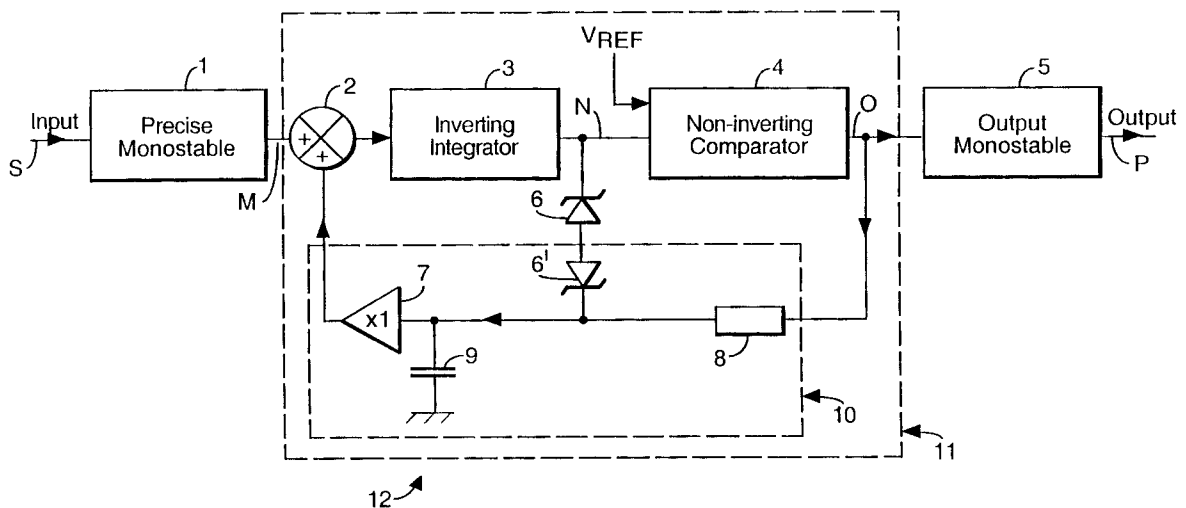 VREF
1
2
3
4
5
Input
Precise
Monostable
S
M
+
+
Inverting
Integrator
N
Non-inverting
Comparator
O
Output
Monostable
Output
P
6
6'
7
x1
8
9
10
11
12